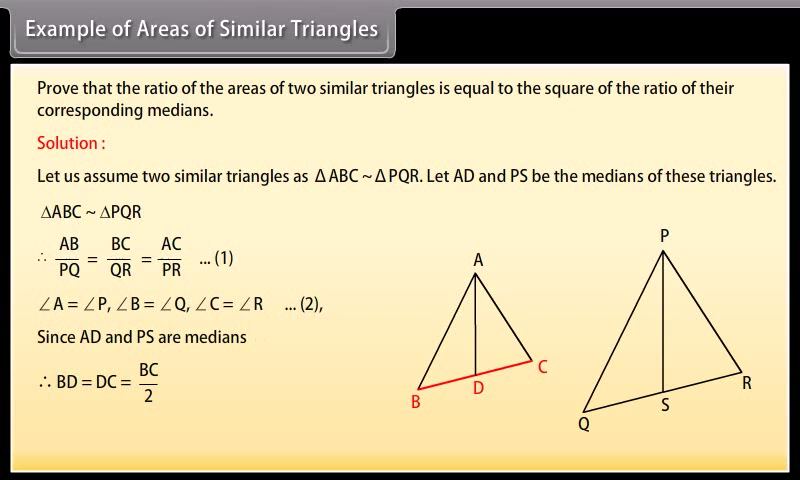 Example of Areas of Similar Triangles
Prove that the ratio of the areas of two similar triangles is equal to the square of the ratio of their
corresponding medians.
Solution :
Let us assume two similar triangles as ΔABC ~ ΔPQR. Let AD and PS be the medians of these triangles.
ΔABC ~ ΔPQR
∴ AB/PQ = BC/QR = AC/PR ... (1)
∠A = ∠P, ∠B = ∠Q, ∠C = ∠R ... (2),
Since AD and PS are medians
∴ BD = DC = BC/2
A
B
D
C
P
Q
S
R